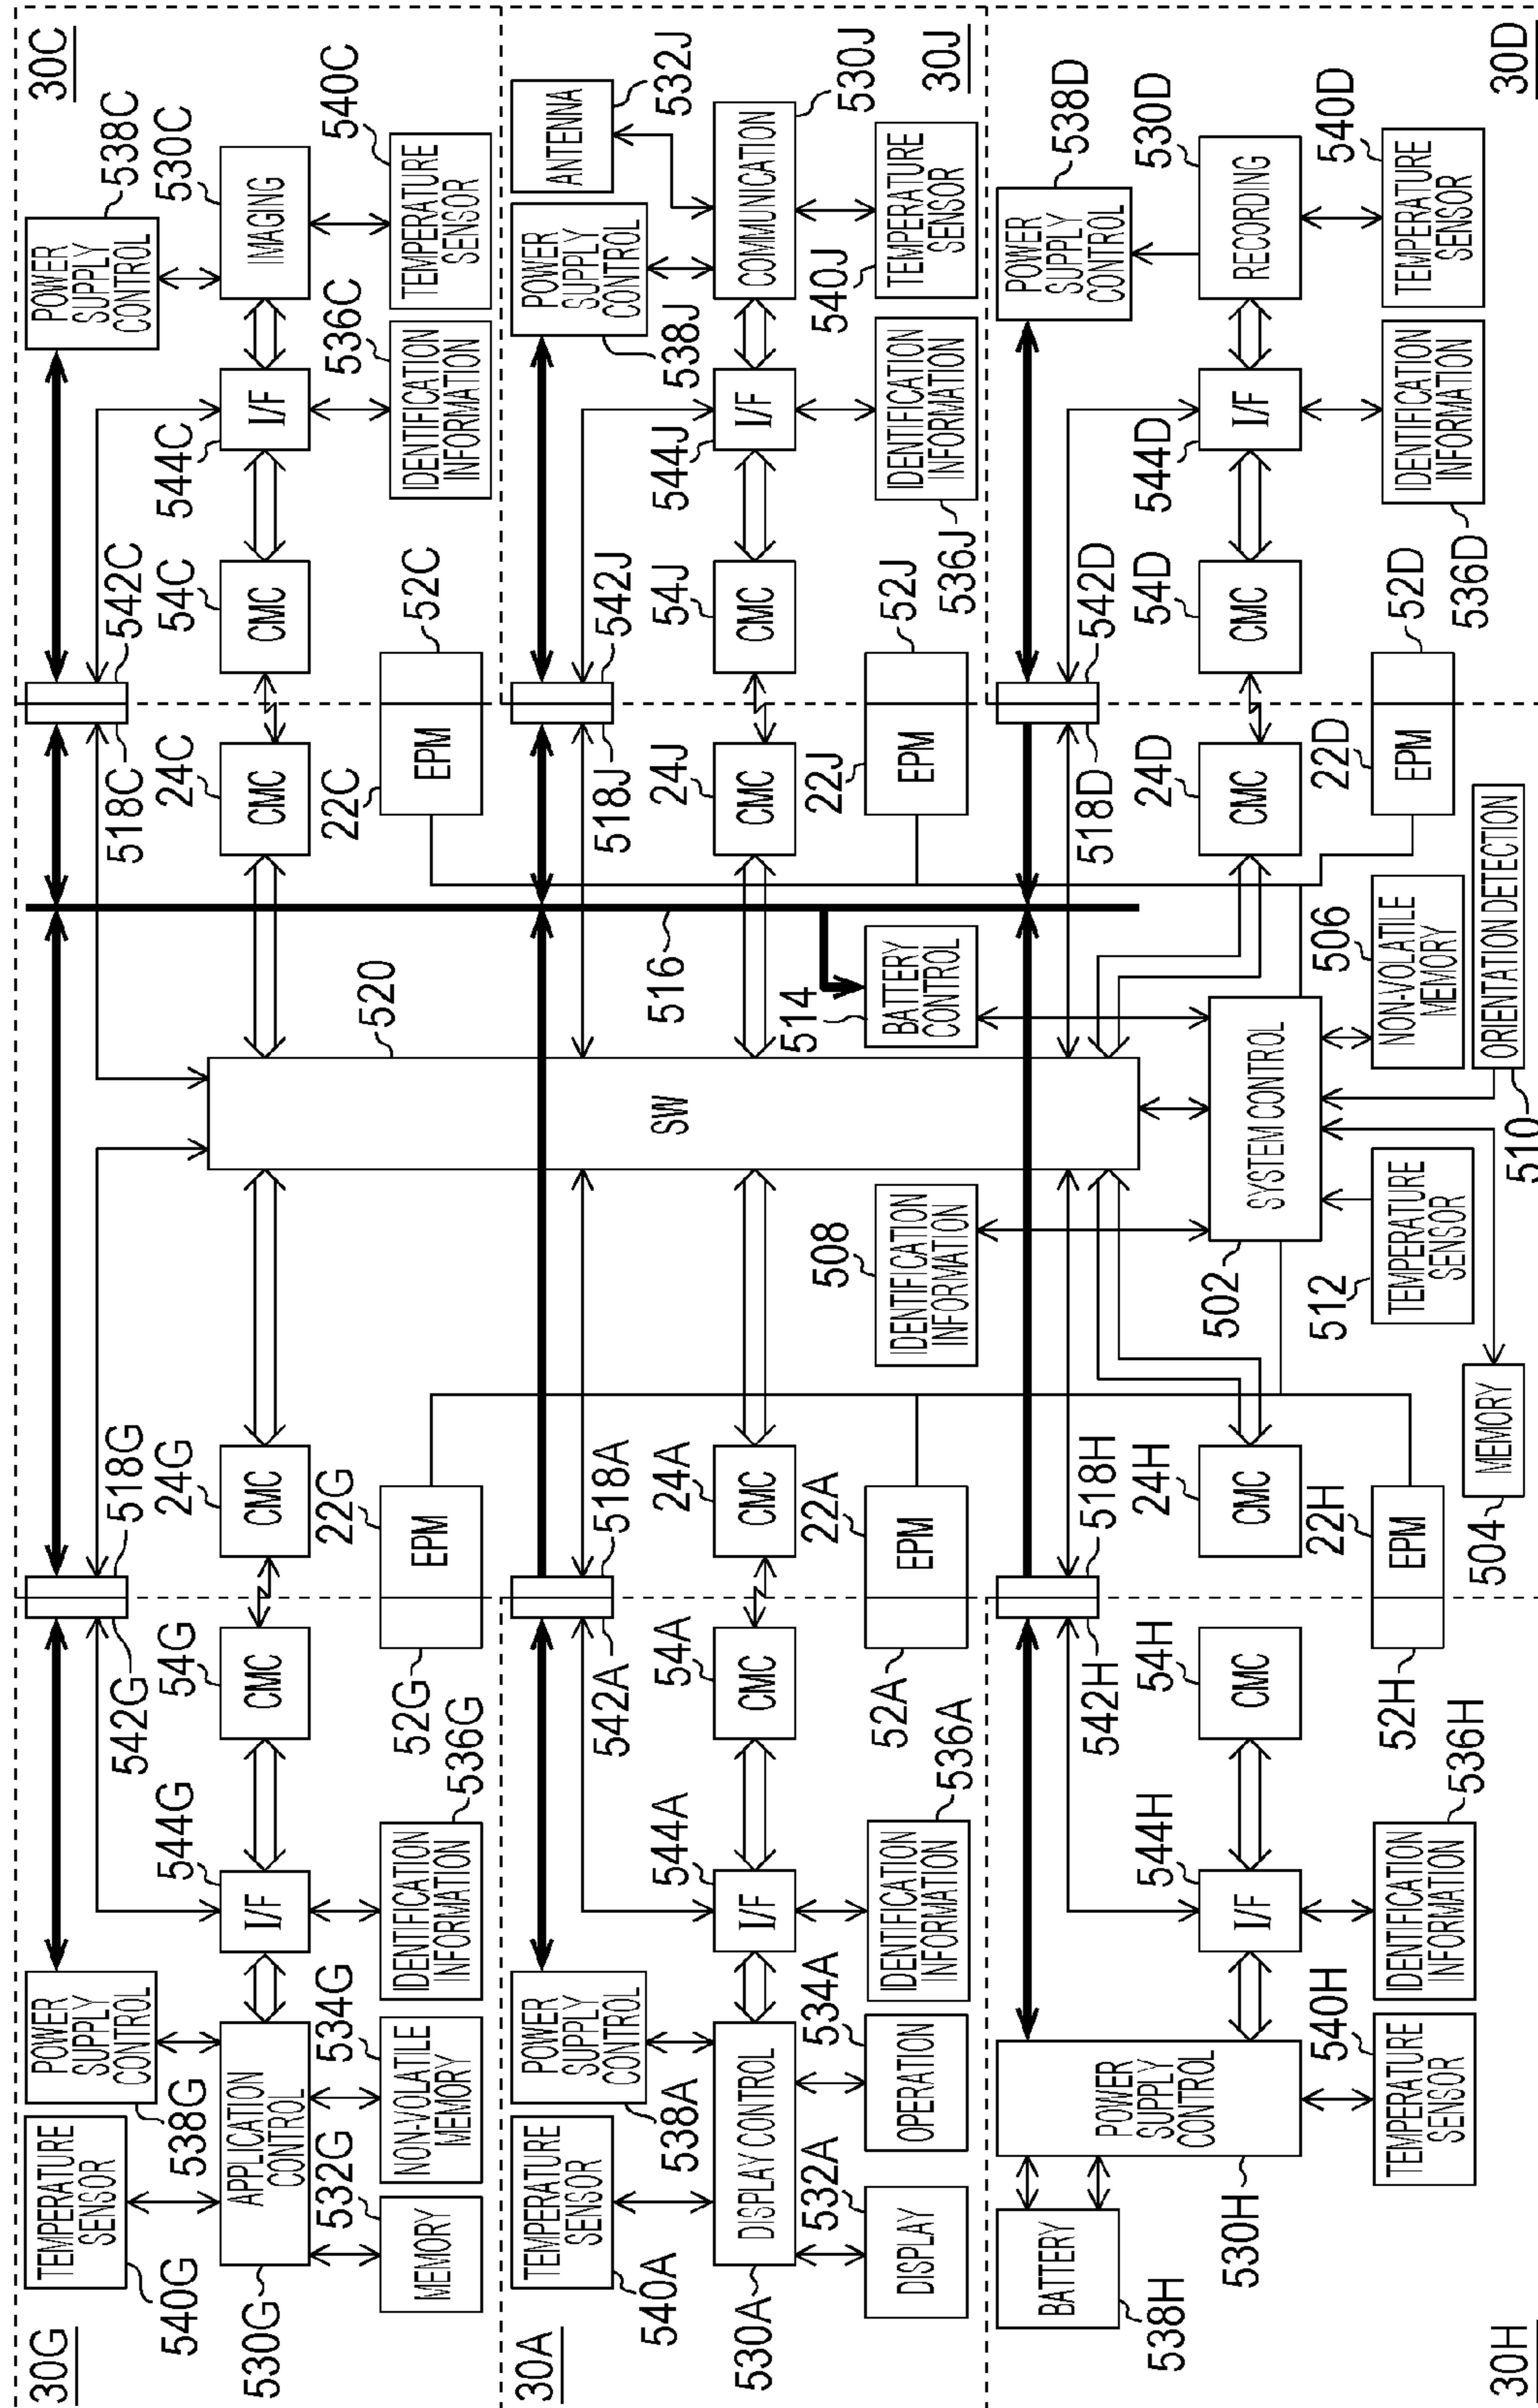 30G
TEMPERATURE
SENSOR
540G
538G
POWER
SUPPLY
CONTROL
530G
APPLICATION
CONTROL
532G
MEMORY
534G
NON-VOLATILE
MEMORY
544G
I/F
536G
IDENTIFICATION
INFORMATION
542G
518G
54G
CMC
24G
CMC
52G
22G
EPM
520
SW
516
518C
542C
24C
CMC
54C
CMC
22C
EPM
52C
544C
I/F
536C
IDENTIFICATION
INFORMATION
POWER
SUPPLY
CONTROL
538C
530C
IMAGING
540C
TEMPERATURE
SENSOR
30C
30A
TEMPERATURE
SENSOR
540A
538A
POWER
SUPPLY
CONTROL
530A
DISPLAY CONTROL
532A
DISPLAY
534A
OPERATION
544A
I/F
536A
IDENTIFICATION
INFORMATION
542A
518A
54A
CMC
24A
CMC
52A
22A
EPM
518J
542J
24J
CMC
54J
CMC
22J
EPM
52J
544J
I/F
536J
IDENTIFICATION
INFORMATION
POWER
SUPPLY
CONTROL
538J
ANTENNA
532J
COMMUNICATION
530J
540J
TEMPERATURE
SENSOR
30J
508
IDENTIFICATION
INFORMATION
514
BATTERY
CONTROL
BATTERY
538H
530H
POWER
SUPPLY
CONTROL
540H
TEMPERATURE
SENSOR
544H
I/F
536H
IDENTIFICATION
INFORMATION
542H
518H
54H
CMC
24H
CMC
52H
22H
EPM
30H
502
SYSTEM CONTROL
504
MEMORY
512
TEMPERATURE
SENSOR
506
NON-VOLATILE
MEMORY
510
ORIENTATION DETECTION
518D
542D
24D
CMC
54D
CMC
22D
EPM
52D
544D
I/F
536D
IDENTIFICATION
INFORMATION
POWER
SUPPLY
CONTROL
538D
530D
RECORDING
540D
TEMPERATURE
SENSOR
30D